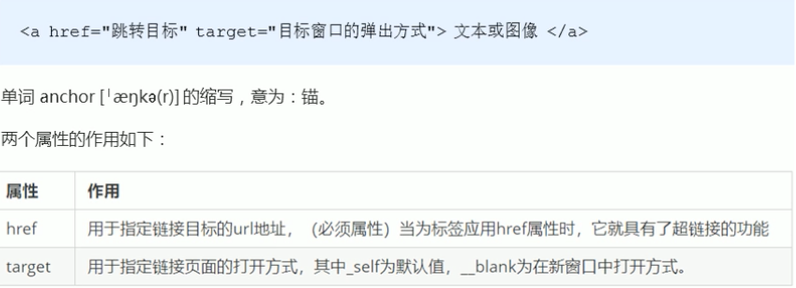 <a href="跳转目标" target="目标窗口的弹出方式"> 文本或图像 </a>
单词 anchor [ˈæŋkə(r)] 的缩写，意为：锚。
两个属性的作用如下：
属性 作用
href 用于指定链接目标的url地址，（必须属性）当为标签应用href属性时，它就具有了超链接的功能
target 用于指定链接页面的打开方式，其中_self为默认值，__blank为在新窗口中打开方式。